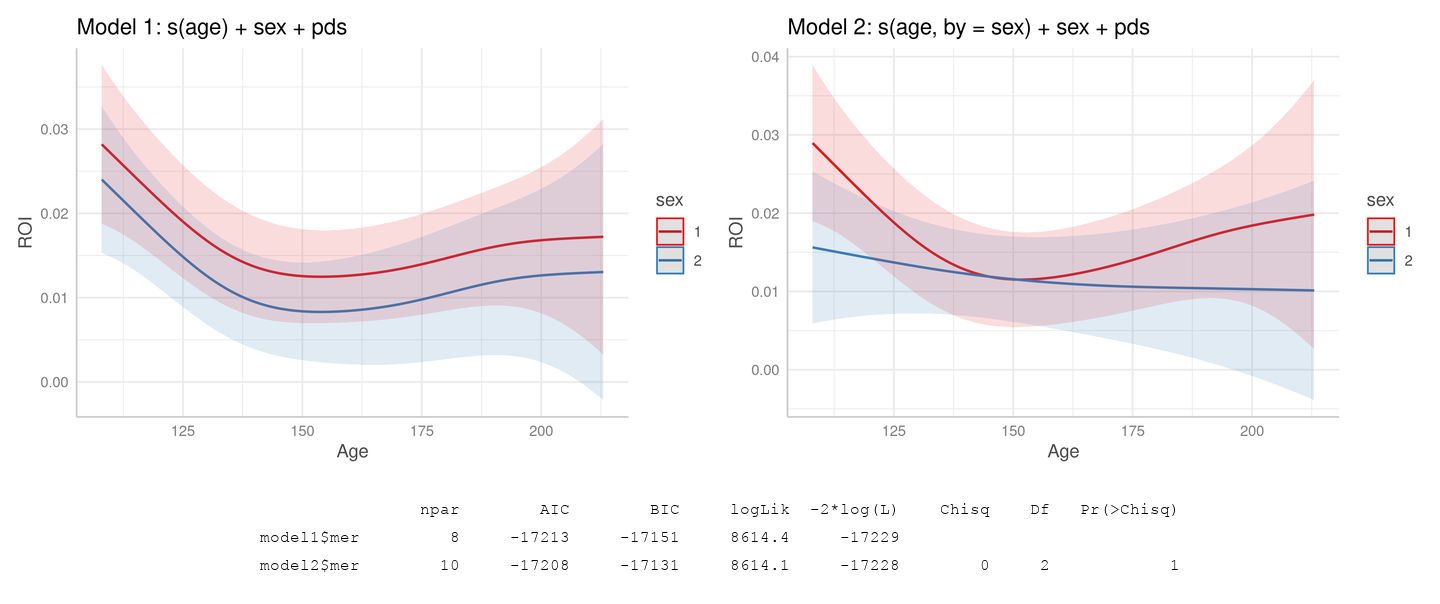 Model 1: s(age) + sex + pds
0.03
0.02
0.01
0.00
ROI
125 150 175 200
Age
sex
1
2
Model 2: s(age, by = sex) + sex + pds
0.04
0.03
0.02
0.01
0.00
ROI
125 150 175 200
Age
sex
1
2
npar AIC BIC logLik -2*log(L) Chisq Df Pr(>Chisq)
model1$mer 8 -17213 -17151 8614.4 -17229
model2$mer 10 -17208 -17131 8614.1 -17228 0 2 1